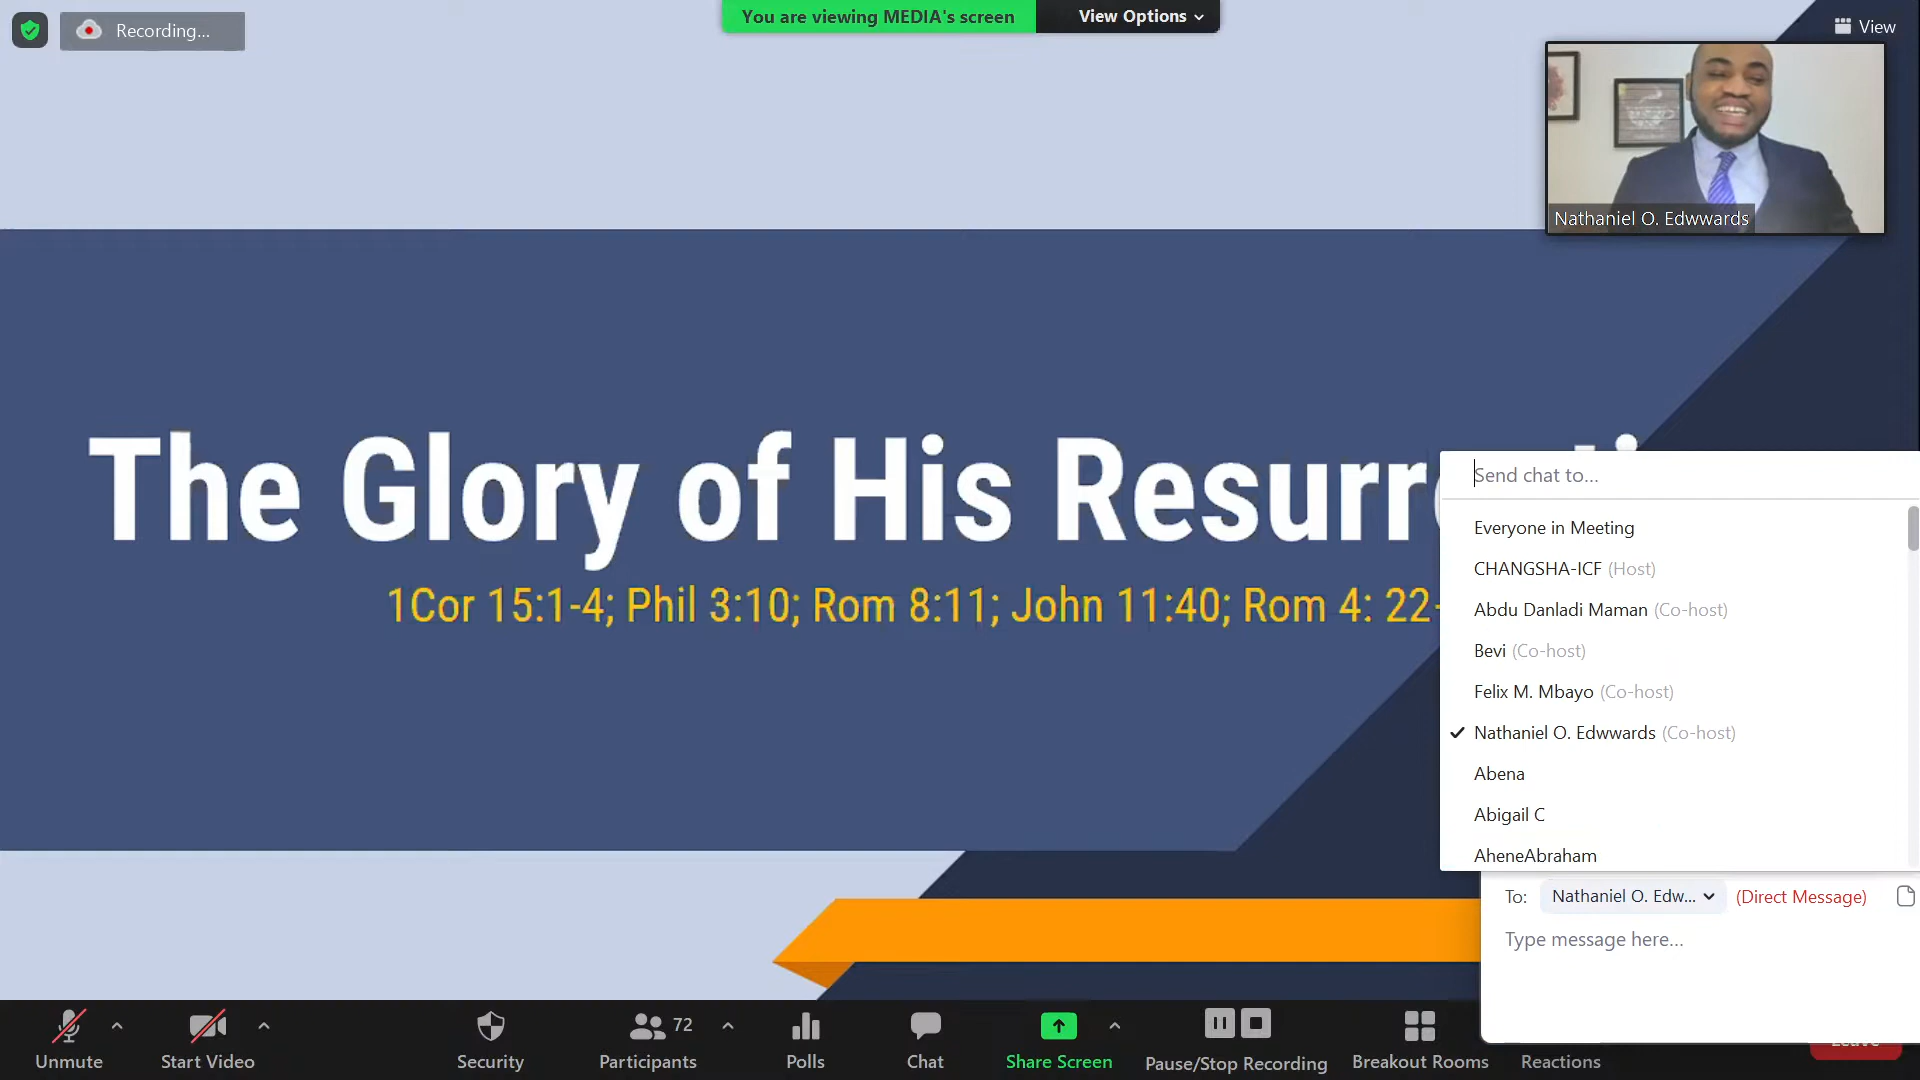 Recording...
You are viewing MEDIA's screen
View Options
View
Nathaniel O. Edwwards
The Glory of His
1Cor 15:1-4; Phil 3:10; Rom 8:11; John 11:40; Rom 4: 22-
Send chat to...
Everyone in Meeting
CHANGSHA-ICF (Host)
Abdu Danladi Maman (Co-host)
Bevi (Co-host)
Felix M. Mbayo (Co-host)
Nathaniel O. Edwwards (Co-host)
Abena
Abigail C
AheneAbraham
To: Nathaniel O. Edw... (Direct Message)
Type message here...
Unmute
Start Video
Security
72
Participants
Polls
Chat
Share Screen
Pause/Stop Recording
Breakout Rooms
Reactions